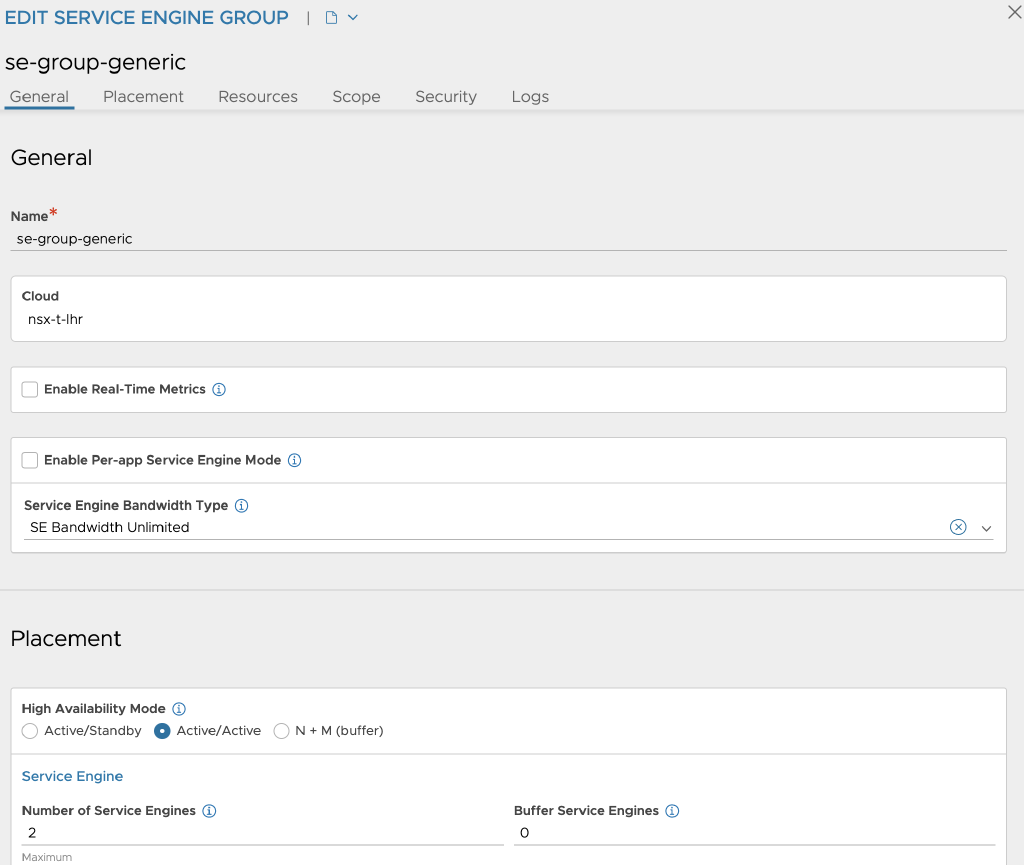 EDIT SERVICE ENGINE GROUP |
se-group-generic
General Placement Resources Scope Security Logs
General
Name*
se-group-generic
Cloud
nsx-t-lhr
Enable Real-Time Metrics
Enable Per-app Service Engine Mode
Service Engine Bandwidth Type
SE Bandwidth Unlimited
Placement
High Availability Mode
Active/Standby Active/Active N + M (buffer)
Service Engine
Number of Service Engines Buffer Service Engines
2 0
Maximum